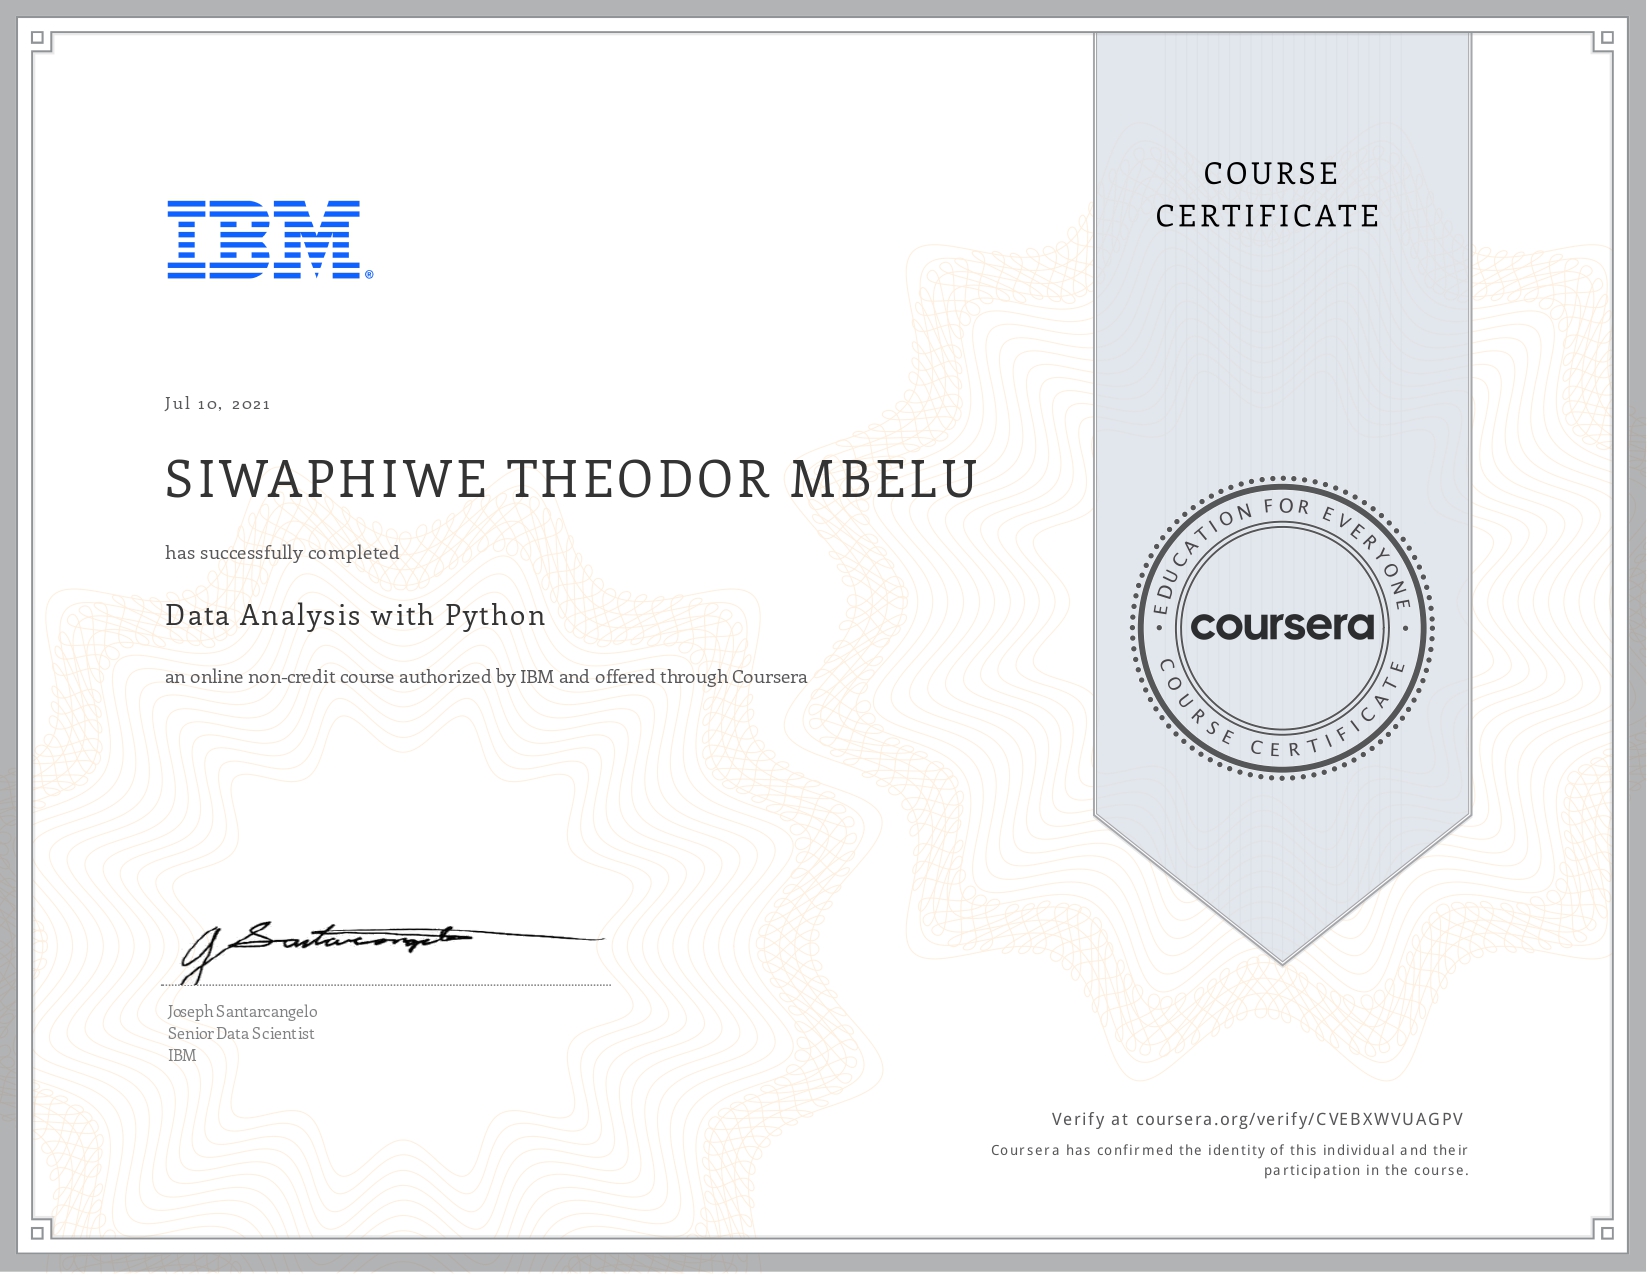 IBM®
COURSE
CERTIFICATE
Jul 10, 2021
SIWAPHIWE THEODOR MBELU
has successfully completed
Data Analysis with Python
an online non-credit course authorized by IBM and offered through Coursera
EDUCATION FOR EVERYONE
coursera
COURSE CERTIFICATE
J Santarcangelo
Joseph Santarcangelo
Senior Data Scientist
IBM
Verify at coursera.org/verify/CVEBXWVUAGPV
Coursera has confirmed the identity of this individual and their
participation in the course.